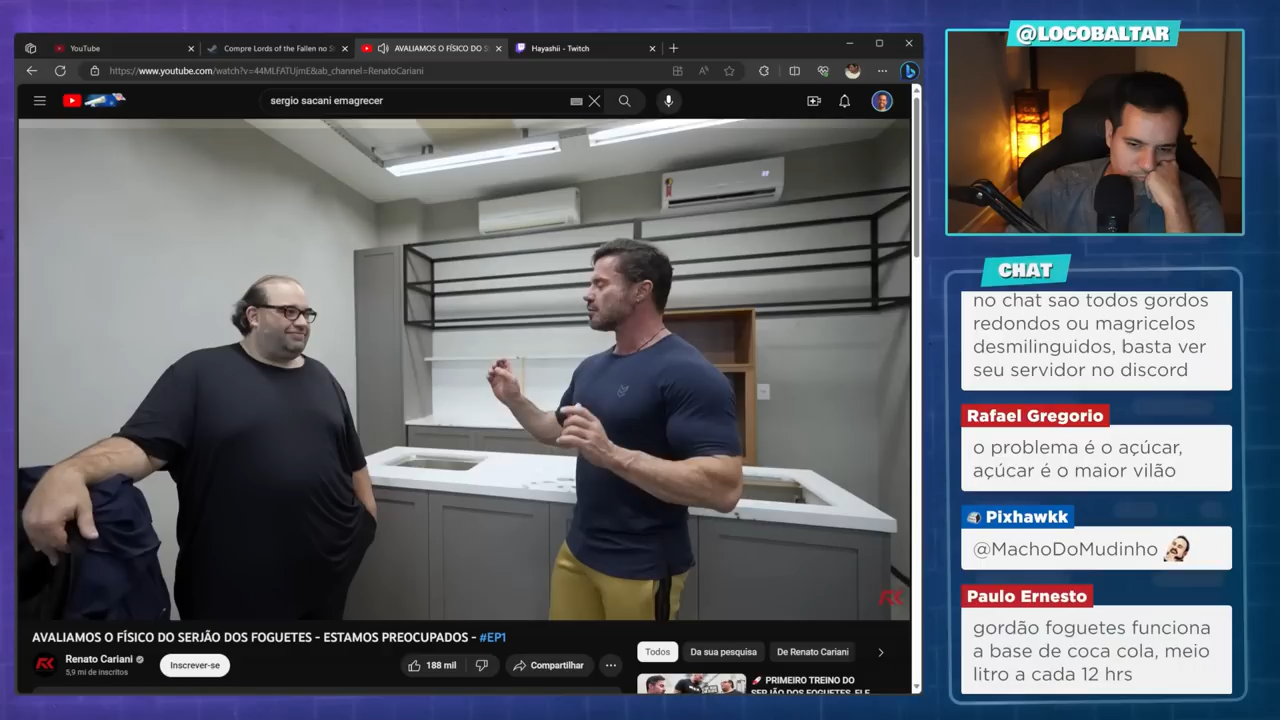 YouTube
Compre Lords of the Fallen no S
AVALIAMOS O FÍSICO DO S
Hayashii - Twitch
https://www.youtube.com/watch?v=44MLFATUjmE&ab_channel=RenatoCariani
sergio sacani emagrecer
AVALIAMOS O FÍSICO DO SERJÃO DOS FOGUETES - ESTAMOS PREOCUPADOS - #EP1
Renato Cariani
5,9 mi de inscritos
Inscrever-se
188 mil
Compartilhar
Todos
Da sua pesquisa
De Renato Cariani
PRIMEIRO TREINO DO
SERJÃO DOS FOGUETES, ELE
@LOCOBALTAR
CHAT
no chat sao todos gordos
redondos ou magricelos
desmilinguidos, basta ver
seu servidor no discord
Rafael Gregorio
o problema é o açúcar,
açúcar é o maior vilão
Pixhawkk
@MachoDoMudinho
Paulo Ernesto
gordão foguetes funciona
a base de coca cola, meio
litro a cada 12 hrs